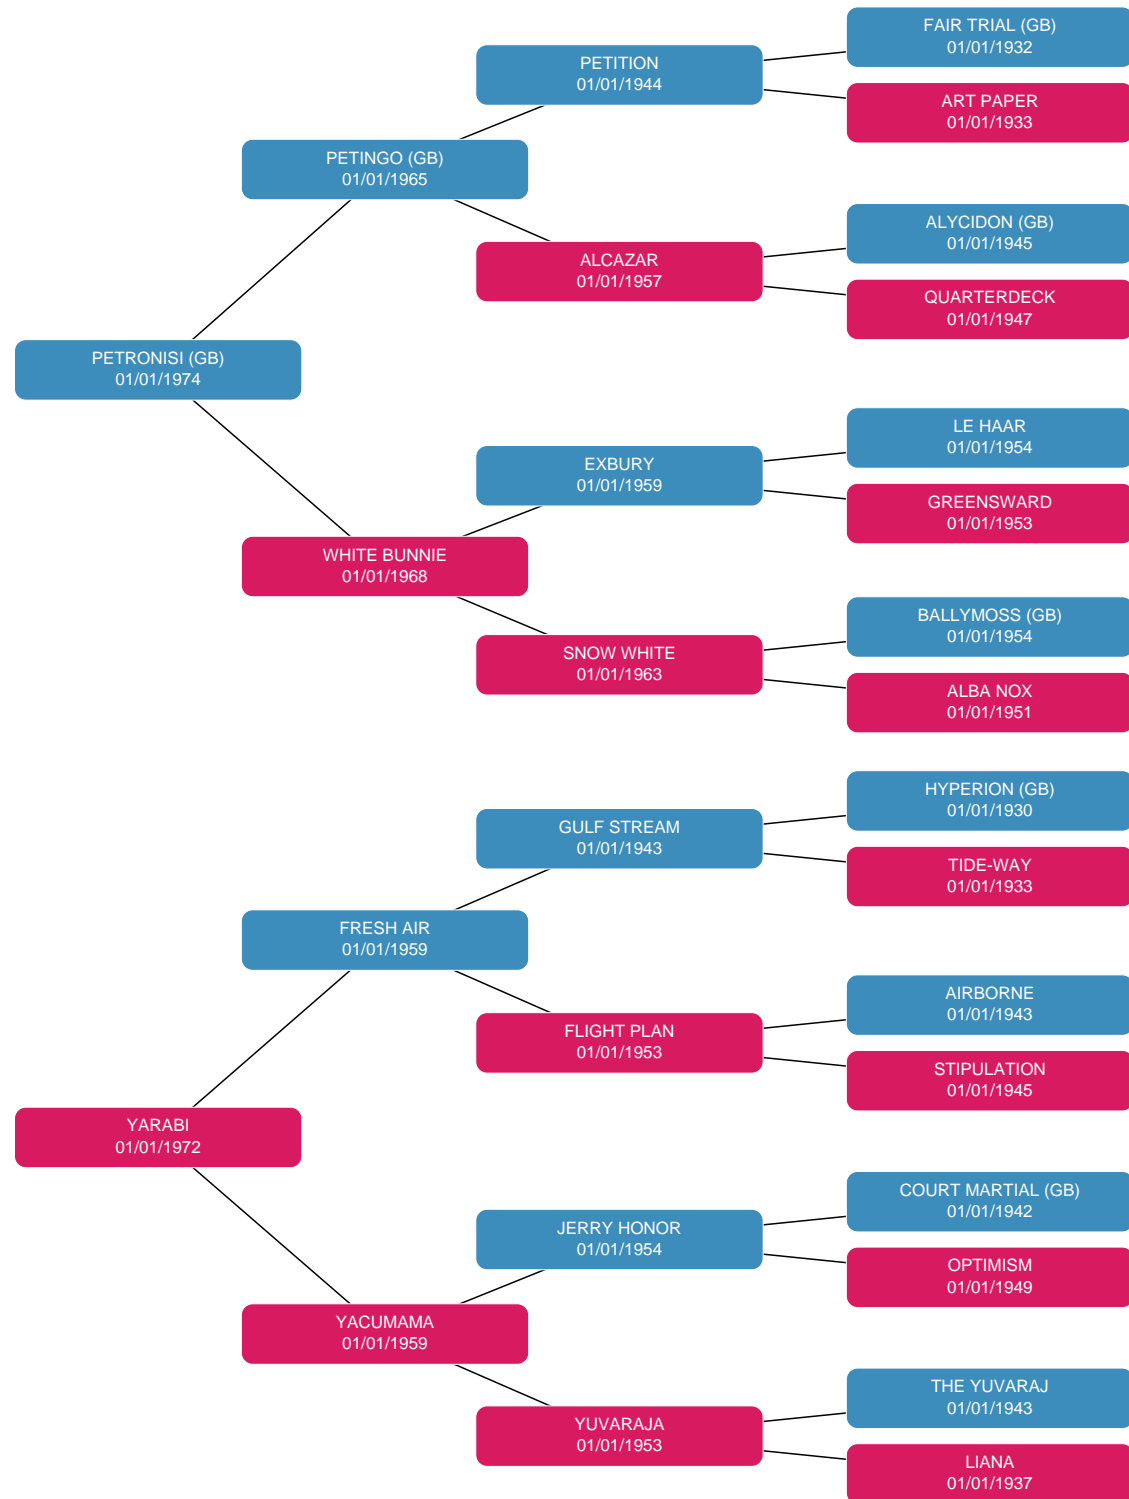 FAIR TRIAL (GB)
01/01/1932
PETITION
01/01/1944
ART PAPER
01/01/1933
PETINGO (GB)
01/01/1965
ALYCIDON (GB)
01/01/1945
ALCAZAR
01/01/1957
QUARTERDECK
01/01/1947
PETRONISI (GB)
01/01/1974
LE HAAR
01/01/1954
EXBURY
01/01/1959
GREENSWARD
01/01/1953
WHITE BUNNIE
01/01/1968
BALLYMOSS (GB)
01/01/1954
SNOW WHITE
01/01/1963
ALBA NOX
01/01/1951
HYPERION (GB)
01/01/1930
GULF STREAM
01/01/1943
TIDE-WAY
01/01/1933
FRESH AIR
01/01/1959
AIRBORNE
01/01/1943
FLIGHT PLAN
01/01/1953
STIPULATION
01/01/1945
YARABI
01/01/1972
COURT MARTIAL (GB)
01/01/1942
JERRY HONOR
01/01/1954
OPTIMISM
01/01/1949
YACUMAMA
01/01/1959
THE YUVARAJ
01/01/1943
YUVARAJA
01/01/1953
LIANA
01/01/1937